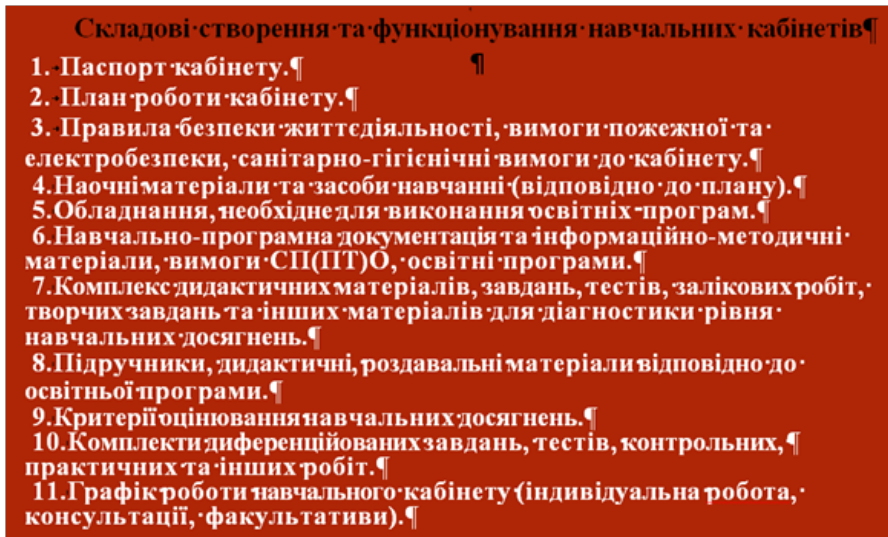 Складові створення та функціонування навчальних кабінетів¶
1. Паспорт кабінету.¶ ¶
2. План роботи кабінету.¶
3. Правила безпеки життєдіяльності, вимоги пожежної та
електробезпеки, санітарно-гігієнічні вимоги до кабінету.¶
4.Наочні матеріали та засоби навчанні (відповідно до плану).¶
5.Обладнання, необхідне для виконання освітніх програм.¶
6.Навчально-програмна документація та інформаційно-методичні
матеріали, вимоги СП(ПТ)О, освітні програми.¶
7.Комплекс дидактичних матеріалів, завдань, тестів, залікових робіт,
творчих завдань та інших матеріалів для діагностики рівня
навчальних досягнень.¶
8.Підручники, дидактичні, роздавальні матеріали відповідно до
освітньої програми.¶
9.Критерії оцінювання навчальних досягнень.¶
10.Комплекти диференційованих завдань, тестів, контрольних,¶
практичних та інших робіт.¶
11.Графік роботи навчального кабінету (індивідуальна робота,
консультації, факультативи).¶